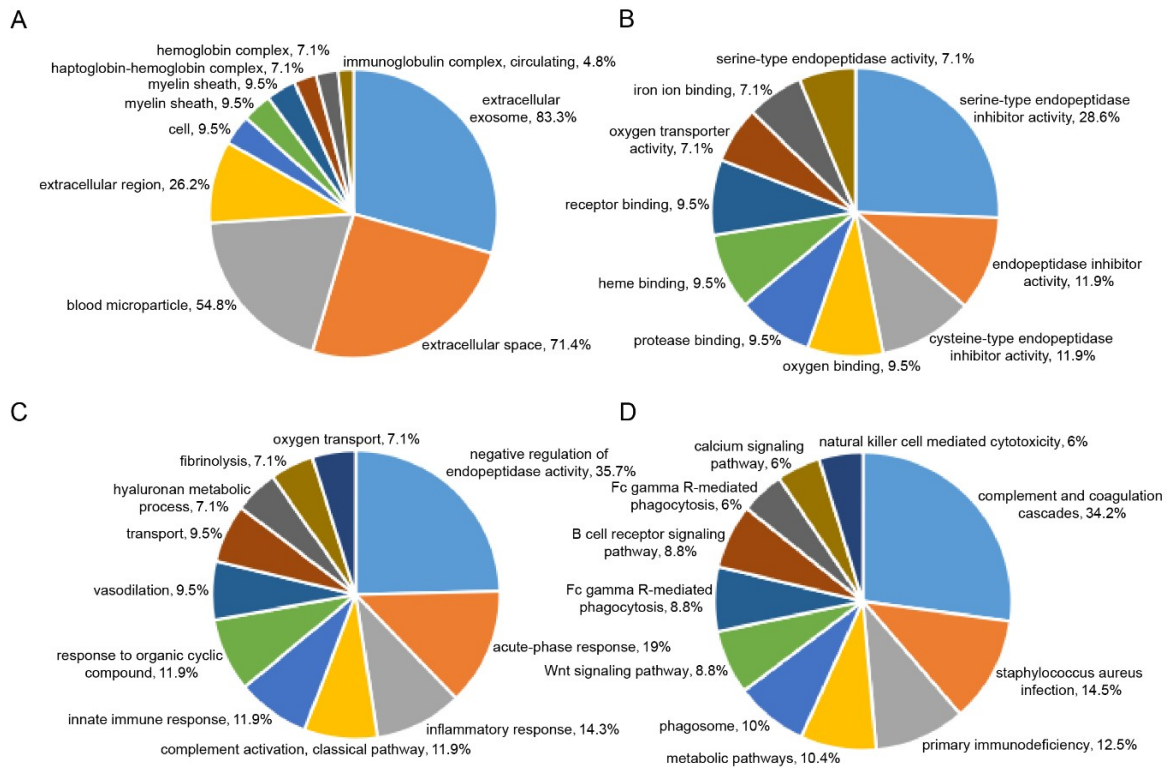 A
hemoglobin complex, 7.1%
haptoglobin-hemoglobin complex, 7.1%
myelin sheath, 9.5%
myelin sheath, 9.5%
cell, 9.5%
extracellular region, 26.2%
blood microparticle, 54.8%
immunoglobulin complex, circulating, 4.8%
extracellular
exosome, 83.3%
extracellular space, 71.4%
B
serine-type endopeptidase activity, 7.1%
iron ion binding, 7.1%
oxygen transporter
activity, 7.1%
receptor binding, 9.5%
heme binding, 9.5%
protease binding, 9.5%
oxygen binding, 9.5%
serine-type endopeptidase
inhibitor activity, 28.6%
endopeptidase inhibitor
activity, 11.9%
cysteine-type endopeptidase
inhibitor activity, 11.9%
C
oxygen transport, 7.1%
fibrinolysis, 7.1%
hyaluronan metabolic
process, 7.1%
transport, 9.5%
vasodilation, 9.5%
response to organic cyclic
compound, 11.9%
innate immune response, 11.9%
complement activation, classical pathway, 11.9%
negative regulation of
endopeptidase activity, 35.7%
acute-phase response, 19%
inflammatory response, 14.3%
D
natural killer cell mediated cytotoxicity, 6%
calcium signaling
pathway, 6%
Fc gamma R-mediated
phagocytosis, 6%
B cell receptor signaling
pathway, 8.8%
Fc gamma R-mediated
phagocytosis, 8.8%
Wnt signaling pathway, 8.8%
phagosome, 10%
metabolic pathways, 10.4%
complement and coagulation
cascades, 34.2%
staphylococcus aureus
infection, 14.5%
primary immunodeficiency, 12.5%